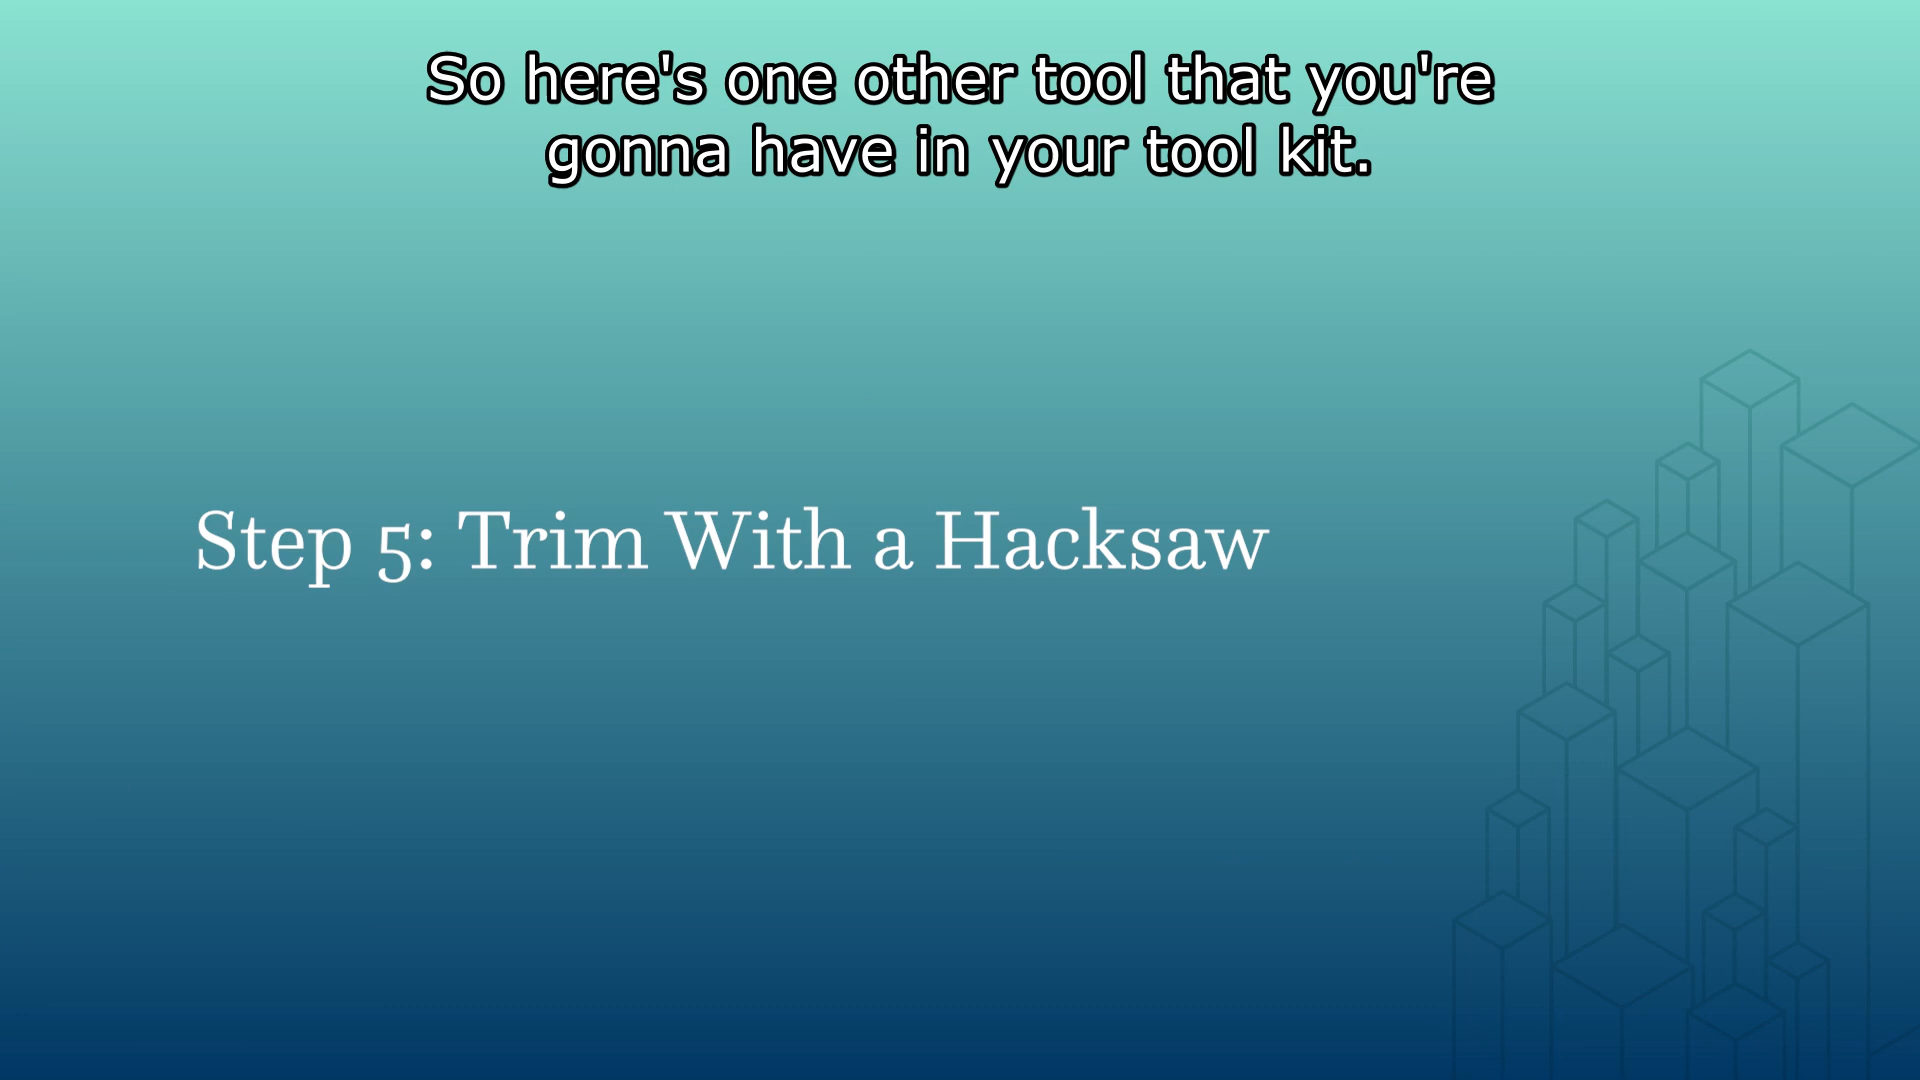 So here's one other tool that you're
gonna have in your tool kit.
Step 5: Trim With a Hacksaw